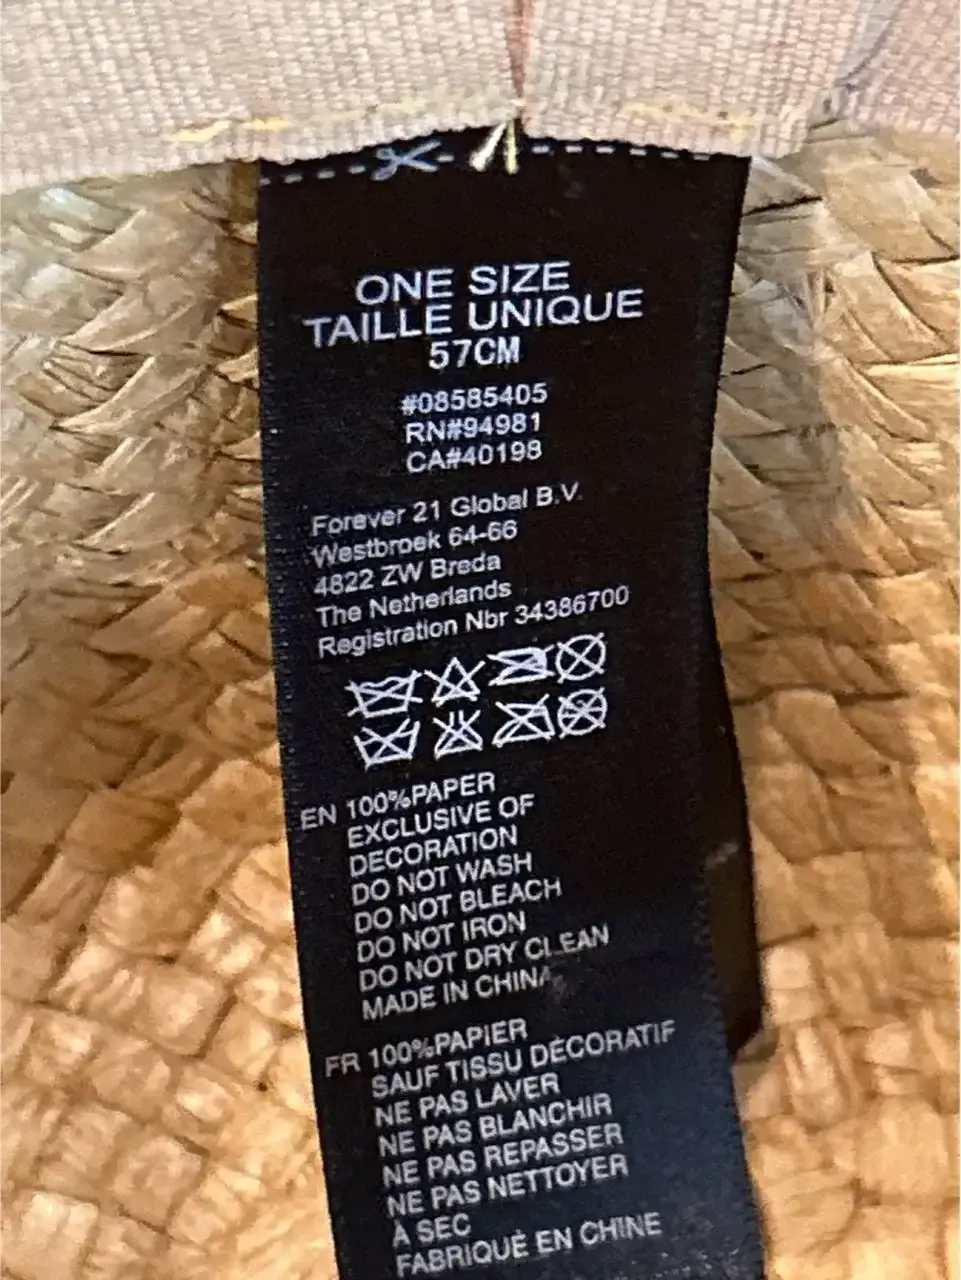 ONE SIZE
TAILLE UNIQUE
57CM
#08585405
RN#94981
CA#40198
Forever 21 Global B.V.
Westbroek 64-66
4822 ZW Breda
The Netherlands
Registration Nbr 34386700
EN 100%PAPER
EXCLUSIVE OF
DECORATION
DO NOT WASH
DO NOT BLEACH
DO NOT IRON
DO NOT DRY CLEAN
MADE IN CHINA
FR 100%PAPIER
SAUF TISSU DÉCORATIF
NE PAS LAVER
NE PAS BLANCHIR
NE PAS REPASSER
NE PAS NETTOYER
À SEC
FABRIQUÉ EN CHINE